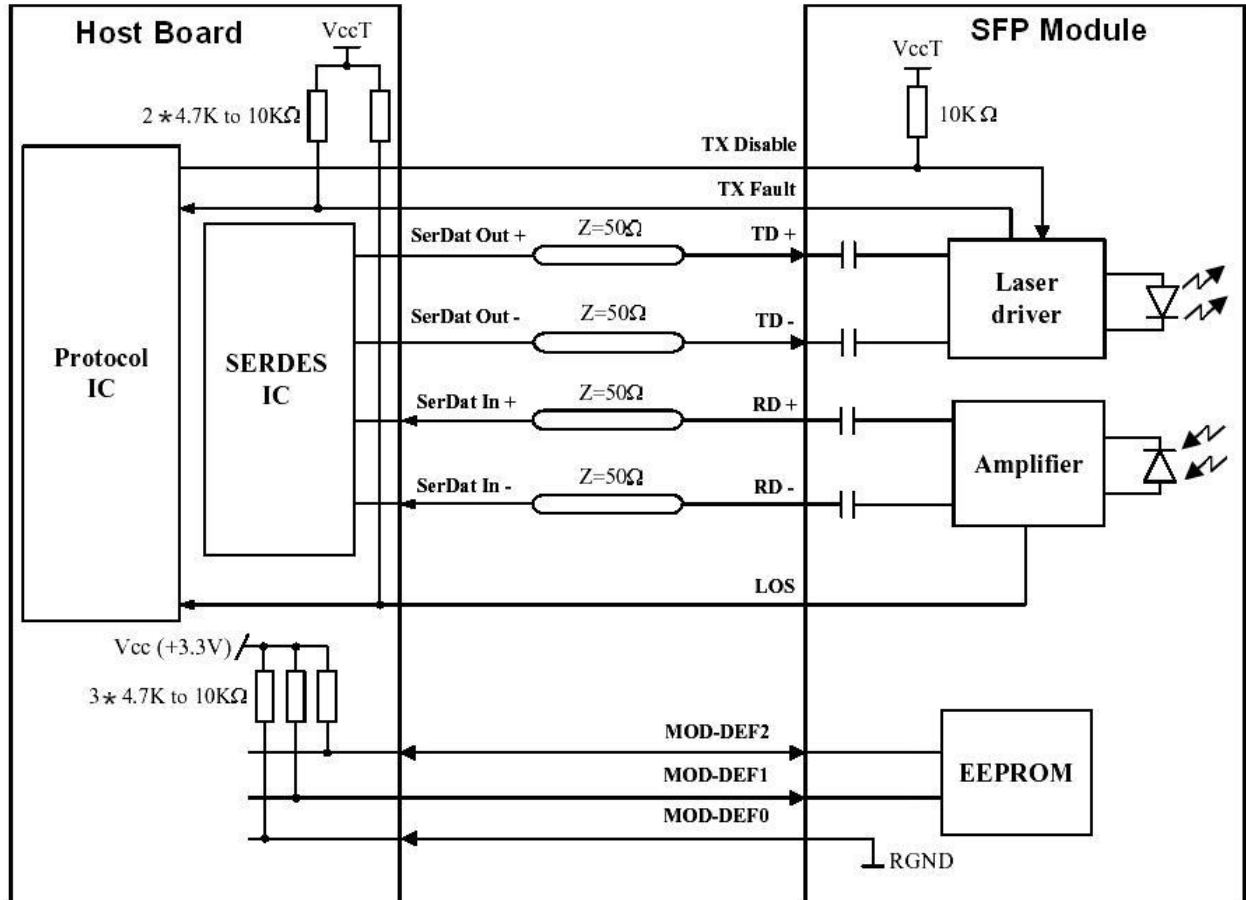 Host Board
SFP Module
VccT
VccT
2*4.7K to 10KΩ
10KΩ
TX Disable
TX Fault
SerDat Out +
Z=50Ω
TD +
SerDat Out -
Z=50Ω
TD -
Laser
driver
Protocol
IC
SERDES
IC
SerDat In +
Z=50Ω
RD +
SerDat In -
Z=50Ω
RD -
Amplifier
LOS
Vcc (+3.3V)
3*4.7K to 10KΩ
MOD-DEF2
MOD-DEF1
MOD-DEF0
EEPROM
RGND